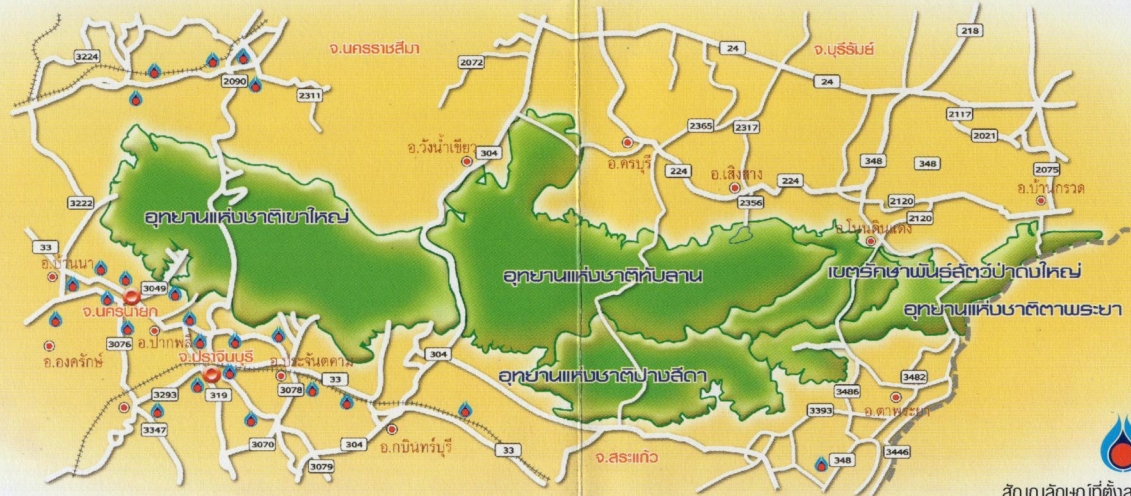 218
จ.นครราชสีมา
24
จ.บุรีรัมย์
3224
2072
2090
24
2311
2117
2365
2317
2021
อ.วังน้ำเขียว
304
อ.ครบุรี
348
348
224
อ.เสิงสาง
224
2075
อ.บ้านกรวด
3222
2356
2120
อุทยานแห่งชาติเขาใหญ่
2120
อ.โนนดินแดง
33
อ.บ้านนา
อุทยานแห่งชาติทับลาน
เขตรักษาพันธุ์สัตว์ป่าดงใหญ่
3049
จ.นครนายก
อุทยานแห่งชาติตาพระยา
3076
อ.ปากพลี
อ.องครักษ์
จ.ปราจีนบุรี
304
อ.ประจันตคาม
33
อุทยานแห่งชาติปางสีดา
3482
3293
319
3078
3486
อ.ตาพระยา
3393
3347
3070
304
อ.กบินทร์บุรี
33
3446
3079
จ.สระแก้ว
348
สัญญลักษณ์ที่ตั้งส